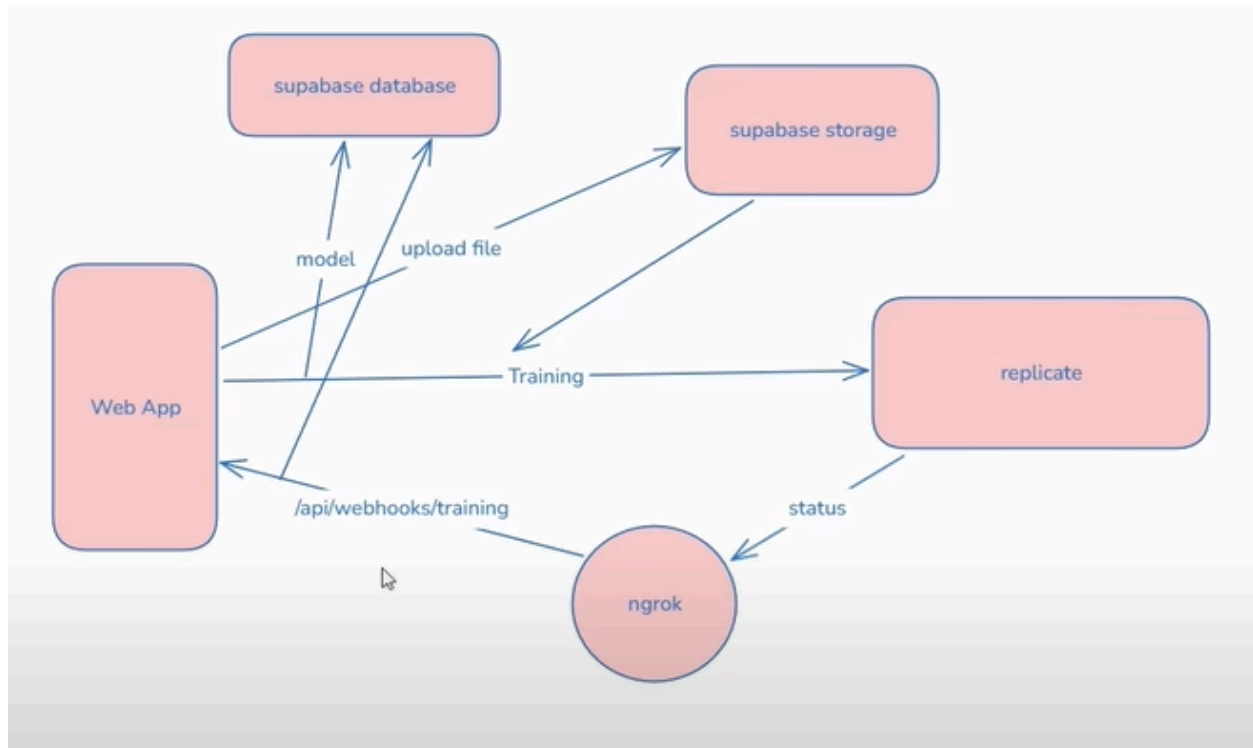 supabase database
supabase storage
model
upload file
Training
replicate
Web App
/api/webhooks/training
status
ngrok